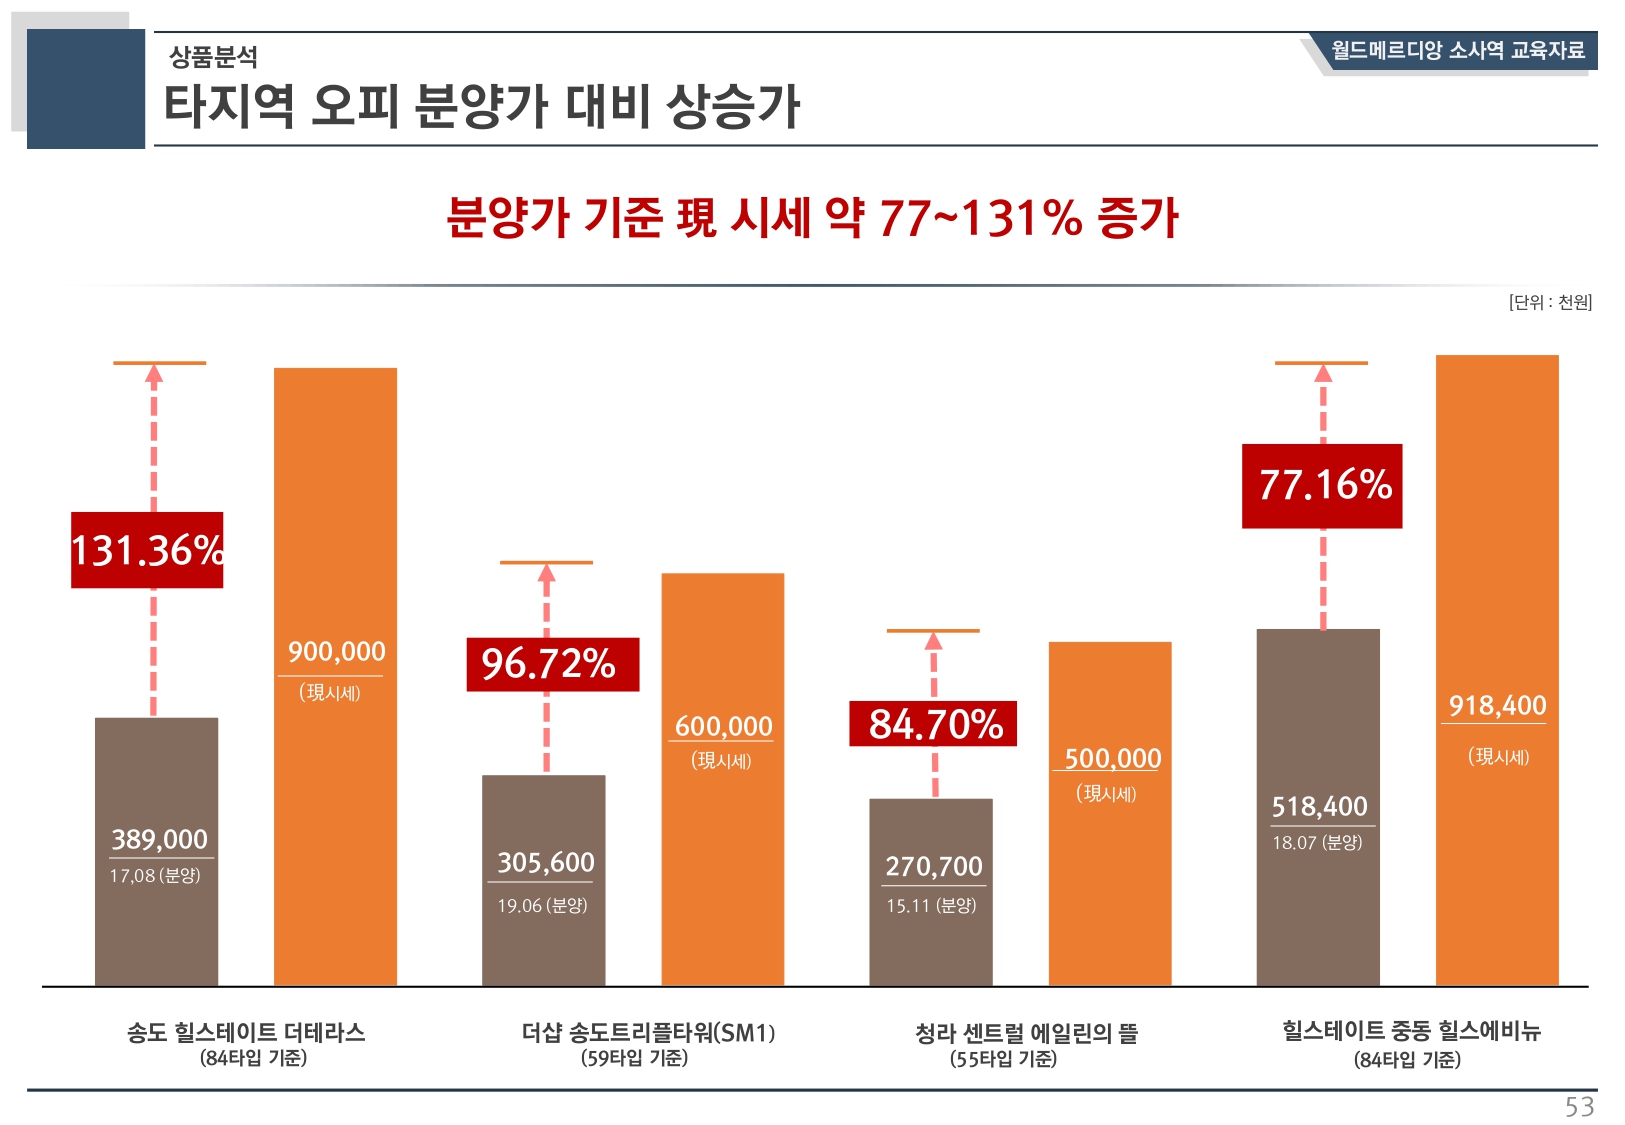 상품분석
월드메르디앙 소사역 교육자료
타지역 오피 분양가 대비 상승가
분양가 기준 現 시세 약 77~131% 증가
[단위 : 천원]
131.36%
900,000
(現시세)
389,000
17,08 (분양)
96.72%
600,000
(現시세)
305,600
19.06 (분양)
84.70%
500,000
(現시세)
270,700
15.11 (분양)
77.16%
918,400
(現시세)
518,400
18.07 (분양)
송도 힐스테이트 더테라스
(84타입 기준)
더샵 송도트리플타워(SM1)
(59타입 기준)
청라 센트럴 에일린의 뜰
(55타입 기준)
힐스테이트 중동 힐스에비뉴
(84타입 기준)
53